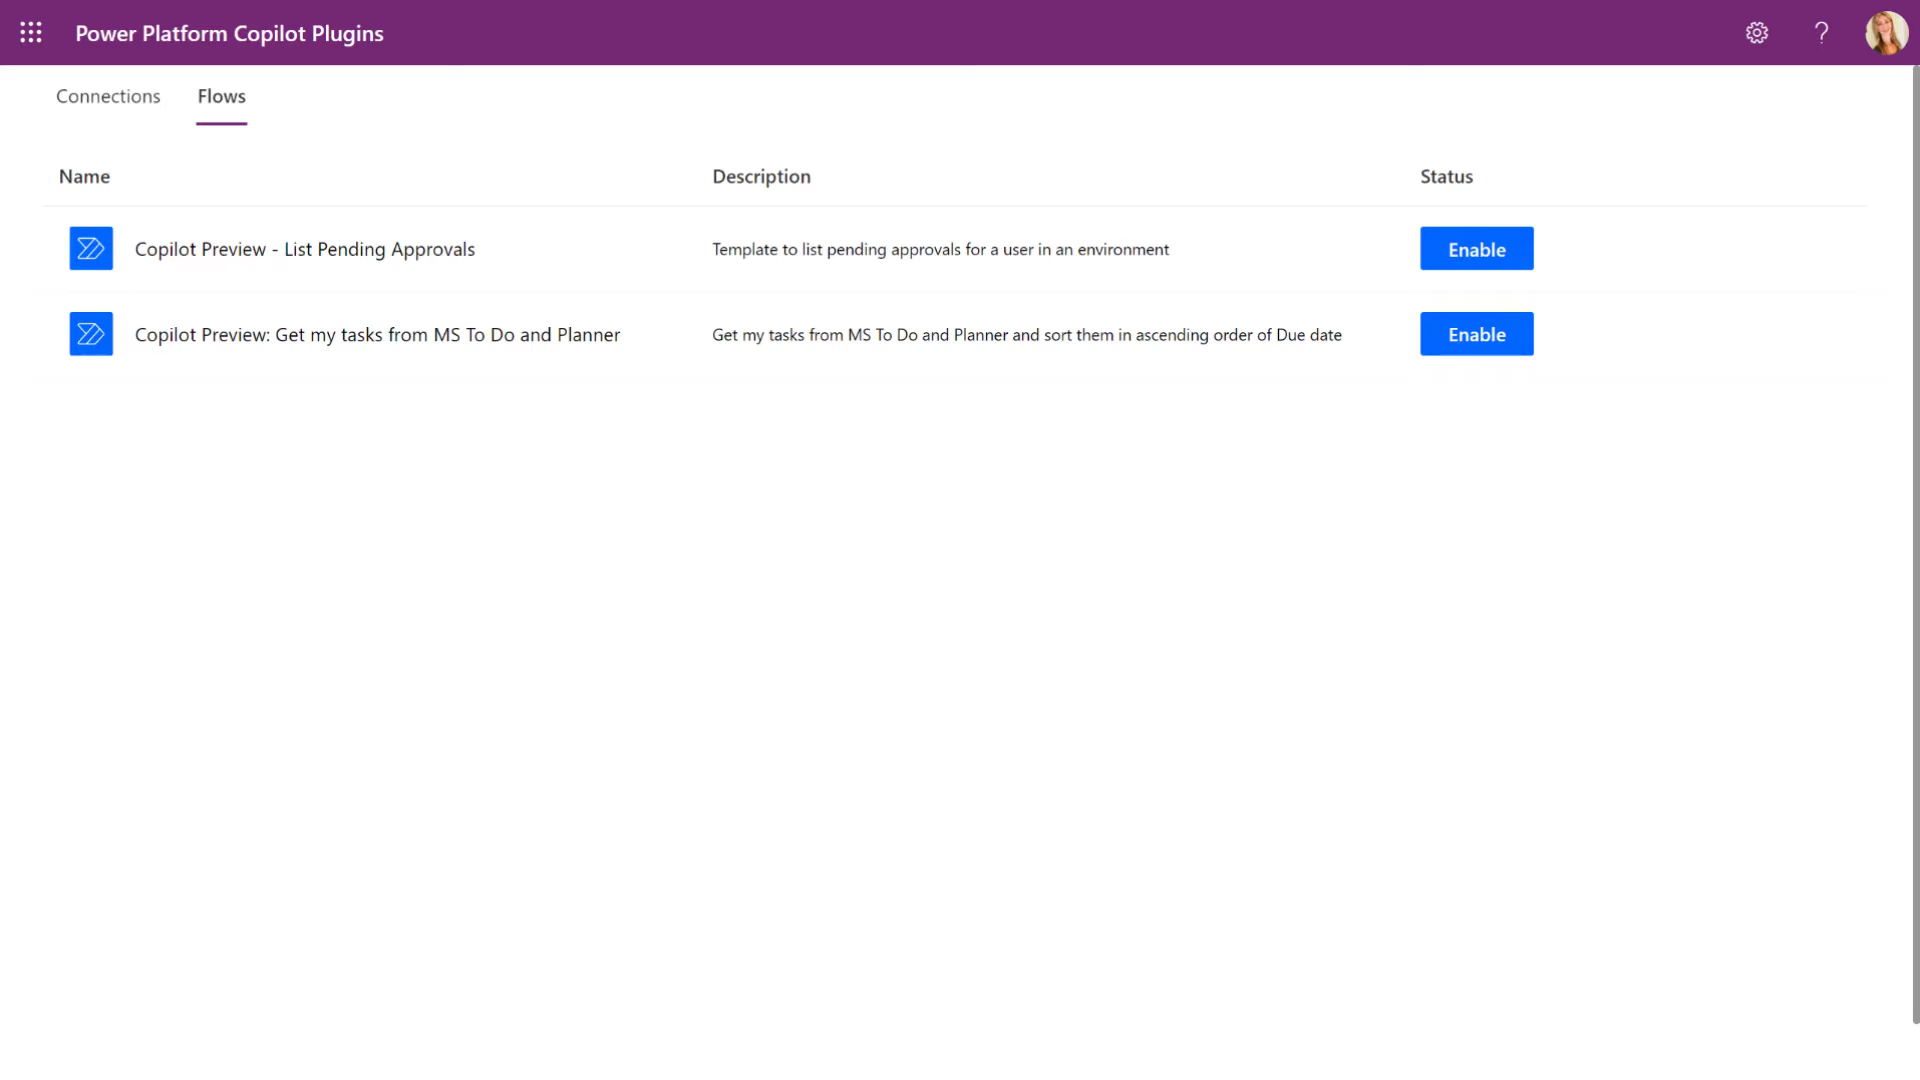 Power Platform Copilot Plugins
Connections Flows
Name Description Status
Copilot Preview - List Pending Approvals Template to list pending approvals for a user in an environment Enable
Copilot Preview: Get my tasks from MS To Do and Planner Get my tasks from MS To Do and Planner and sort them in ascending order of Due date Enable